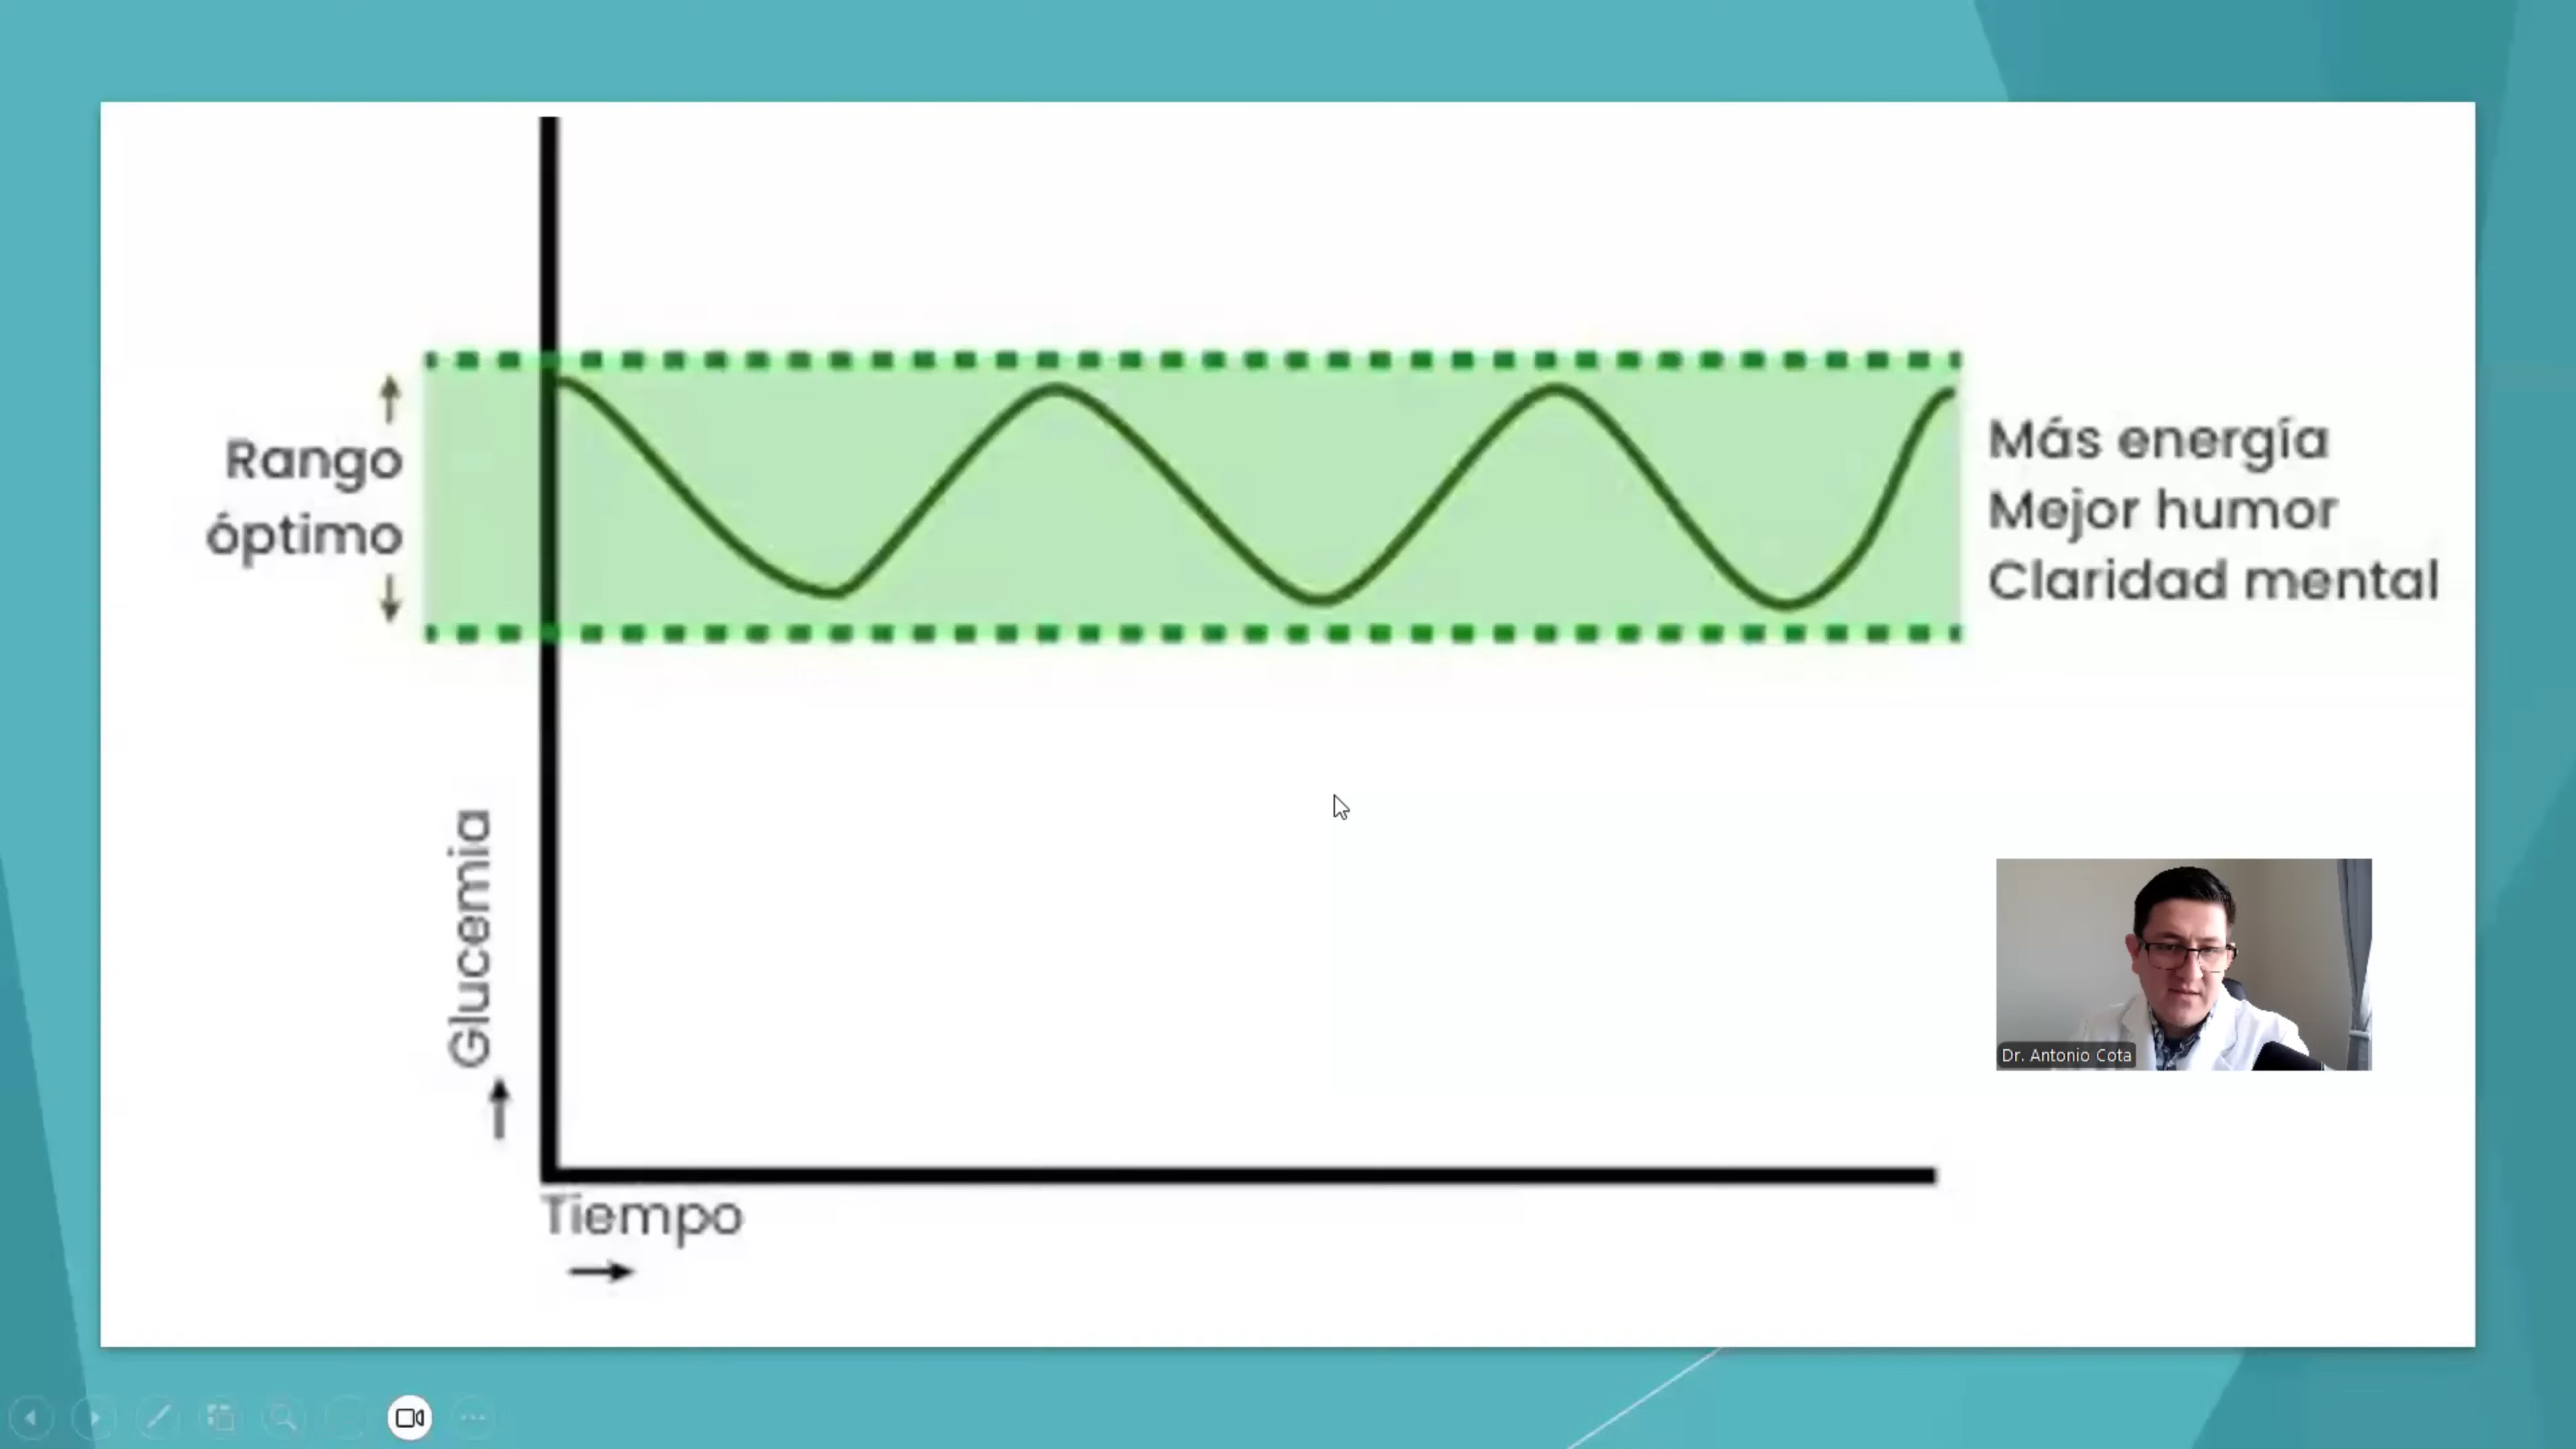 Rango
óptimo
Más energía
Mejor humor
Claridad mental
Glucemia
Dr. Antonio Cota
Tiempo